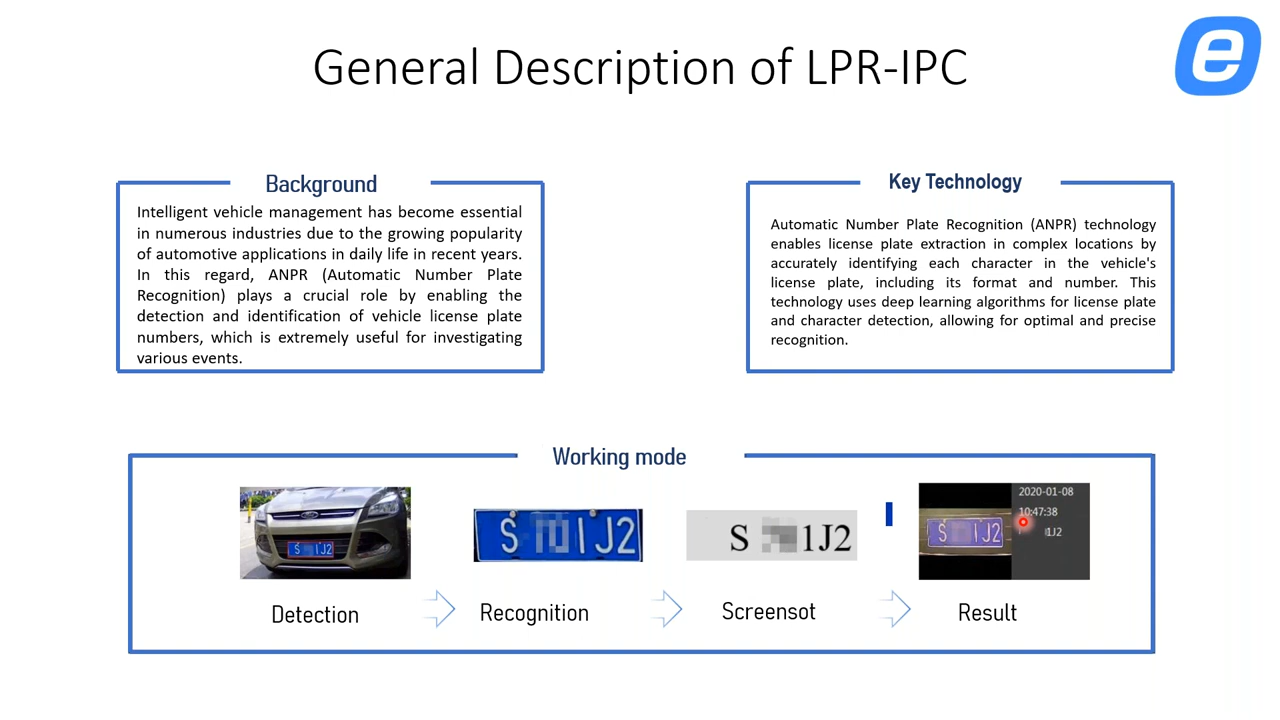 General Description of LPR-IPC
e
Background
Intelligent vehicle management has become essential
in numerous industries due to the growing popularity
of automotive applications in daily life in recent years.
In this regard, ANPR (Automatic Number Plate
Recognition) plays a crucial role by enabling the
detection and identification of vehicle license plate
numbers, which is extremely useful for investigating
various events.
Key Technology
Automatic Number Plate Recognition (ANPR) technology
enables license plate extraction in complex locations by
accurately identifying each character in the vehicle's
license plate, including its format and number. This
technology uses deep learning algorithms for license plate
and character detection, allowing for optimal and precise
recognition.
Working mode
S 1J2
S 1J2
S 1J2
S 1J2
2020-01-08
10:47:38
1J2
Detection
Recognition
Screensot
Result